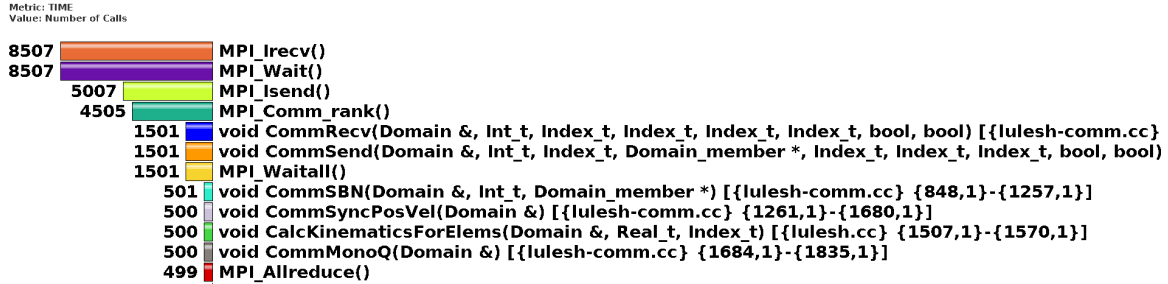 Metric: TIME
Value: Number of Calls
8507 MPI_Irecv()
8507 MPI_Wait()
5007 MPI_Isend()
4505 MPI_Comm_rank()
1501 void CommRecv(Domain &, Int_t, Index_t, Index_t, Index_t, Index_t, bool, bool) [{lulesh-comm.cc}
1501 void CommSend(Domain &, Int_t, Index_t, Domain_member *, Index_t, Index_t, Index_t, bool, bool)
1501 MPI_Waitall()
501 void CommSBN(Domain &, Int_t, Domain_member *) [{lulesh-comm.cc} {848,1}-{1257,1}]
500 void CommSyncPosVel(Domain &) [{lulesh-comm.cc} {1261,1}-{1680,1}]
500 void CalcKinematicsForElems(Domain &, Real_t, Index_t) [{lulesh.cc} {1507,1}-{1570,1}]
500 void CommMonoQ(Domain &) [{lulesh-comm.cc} {1684,1}-{1835,1}]
499 MPI_Allreduce()